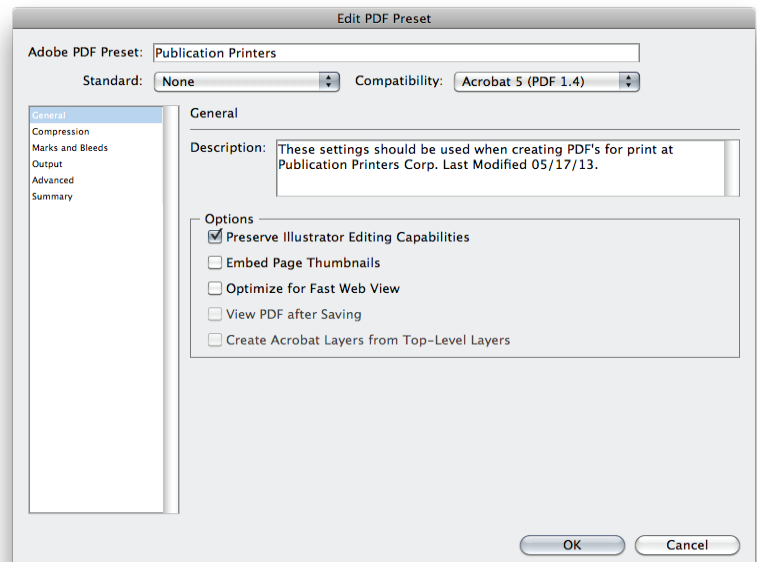 Edit PDF Preset
Adobe PDF Preset: Publication Printers
Standard: None Compatibility: Acrobat 5 (PDF 1.4)
General
Compression
Marks and Bleeds
Output
Advanced
Summary
General
Description: These settings should be used when creating PDF's for print at
Publication Printers Corp. Last Modified 05/17/13.
Options
Preserve Illustrator Editing Capabilities
Embed Page Thumbnails
Optimize for Fast Web View
View PDF after Saving
Create Acrobat Layers from Top-Level Layers
OK Cancel